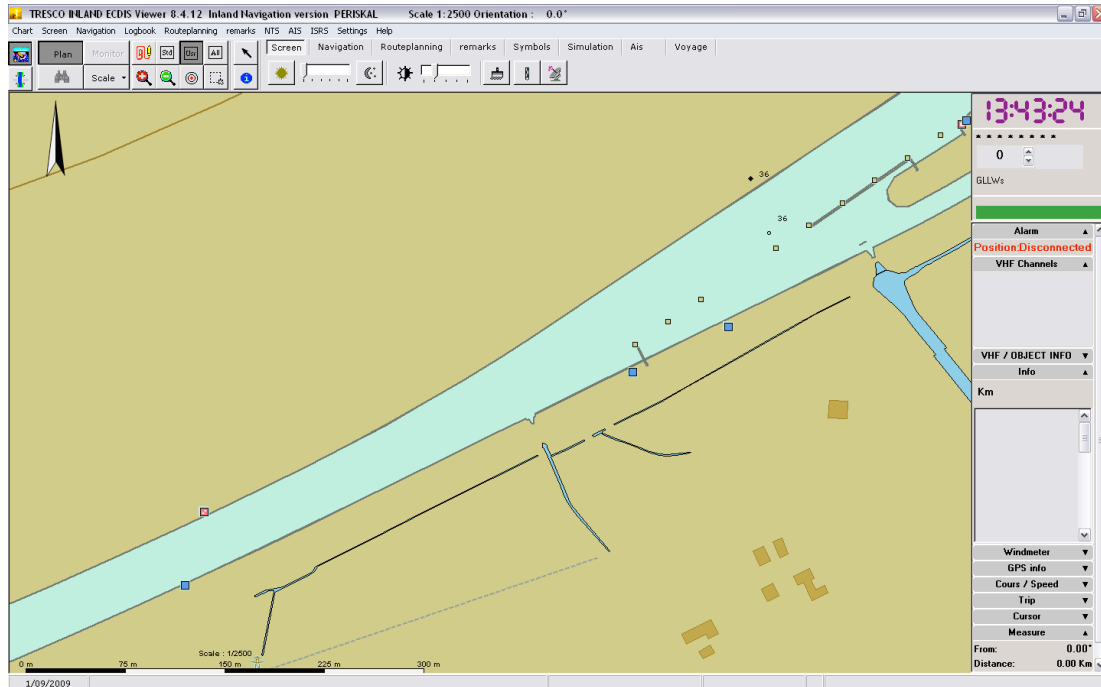 TRESCO INLAND ECDIS Viewer 8.4.12 Inland Navigation version PERISKAL Scale 1:2500 Orientation : 0.0°
Chart Screen Navigation Logbook Routeplanning remarks NTS AIS ISRS Settings Help
Screen Navigation Routeplanning remarks Symbols Simulation Ais Voyage
Plan Monitor Std Usr All
Scale
13:43:24
* * * * * * * *
0
GLLWs
36
36
Alarm
Position:Disconnected
VHF Channels
VHF / OBJECT INFO
Info
Km
Windmeter
GPS info
Cours / Speed
Trip
Cursor
Measure
From: 0.00°
Distance: 0.00 Km
Scale : 1/2500
0 m 75 m 150 m 225 m 300 m
1/09/2009